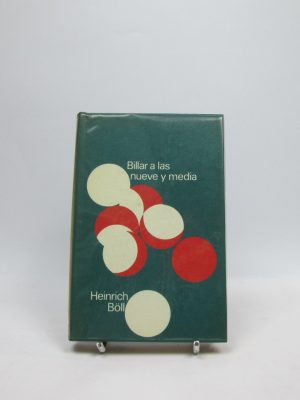 Billar a las
nueve y media
Heinrich
Böll